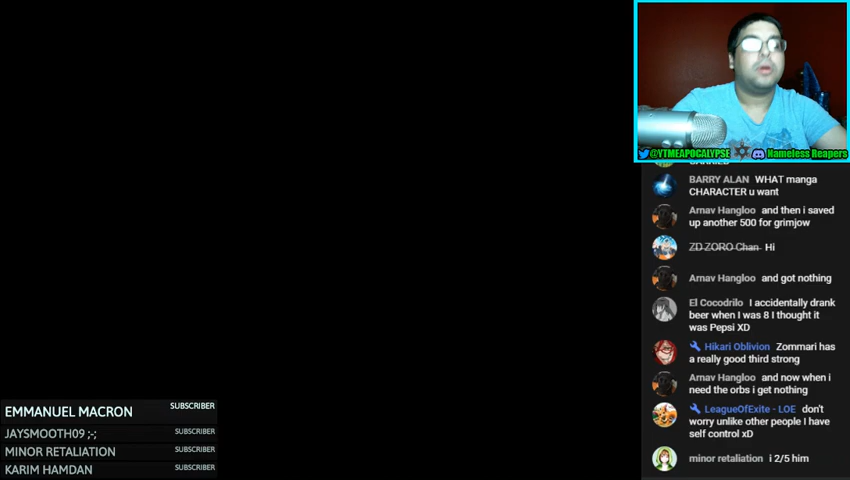 @YTMEAPOCALYPSE Nameless Reapers
BARRY ALAN WHAT manga
CHARACTER u want
Arnav Hangloo and then i saved
up another 500 for grimjow
ZD ZORO Chan Hi
Arnav Hangloo and got nothing
El Cocodrilo I accidentally drank
beer when I was 8 I thought it
was Pepsi XD
Hikari Oblivion Zommari has
a really good third strong
Arnav Hangloo and now when i
need the orbs i get nothing
LeagueOfExite - LOE don't
worry unlike other people I have
self control xD
minor retaliation i 2/5 him
EMMANUEL MACRON SUBSCRIBER
JAYSMOOTH09 ;-; SUBSCRIBER
MINOR RETALIATION SUBSCRIBER
KARIM HAMDAN SUBSCRIBER